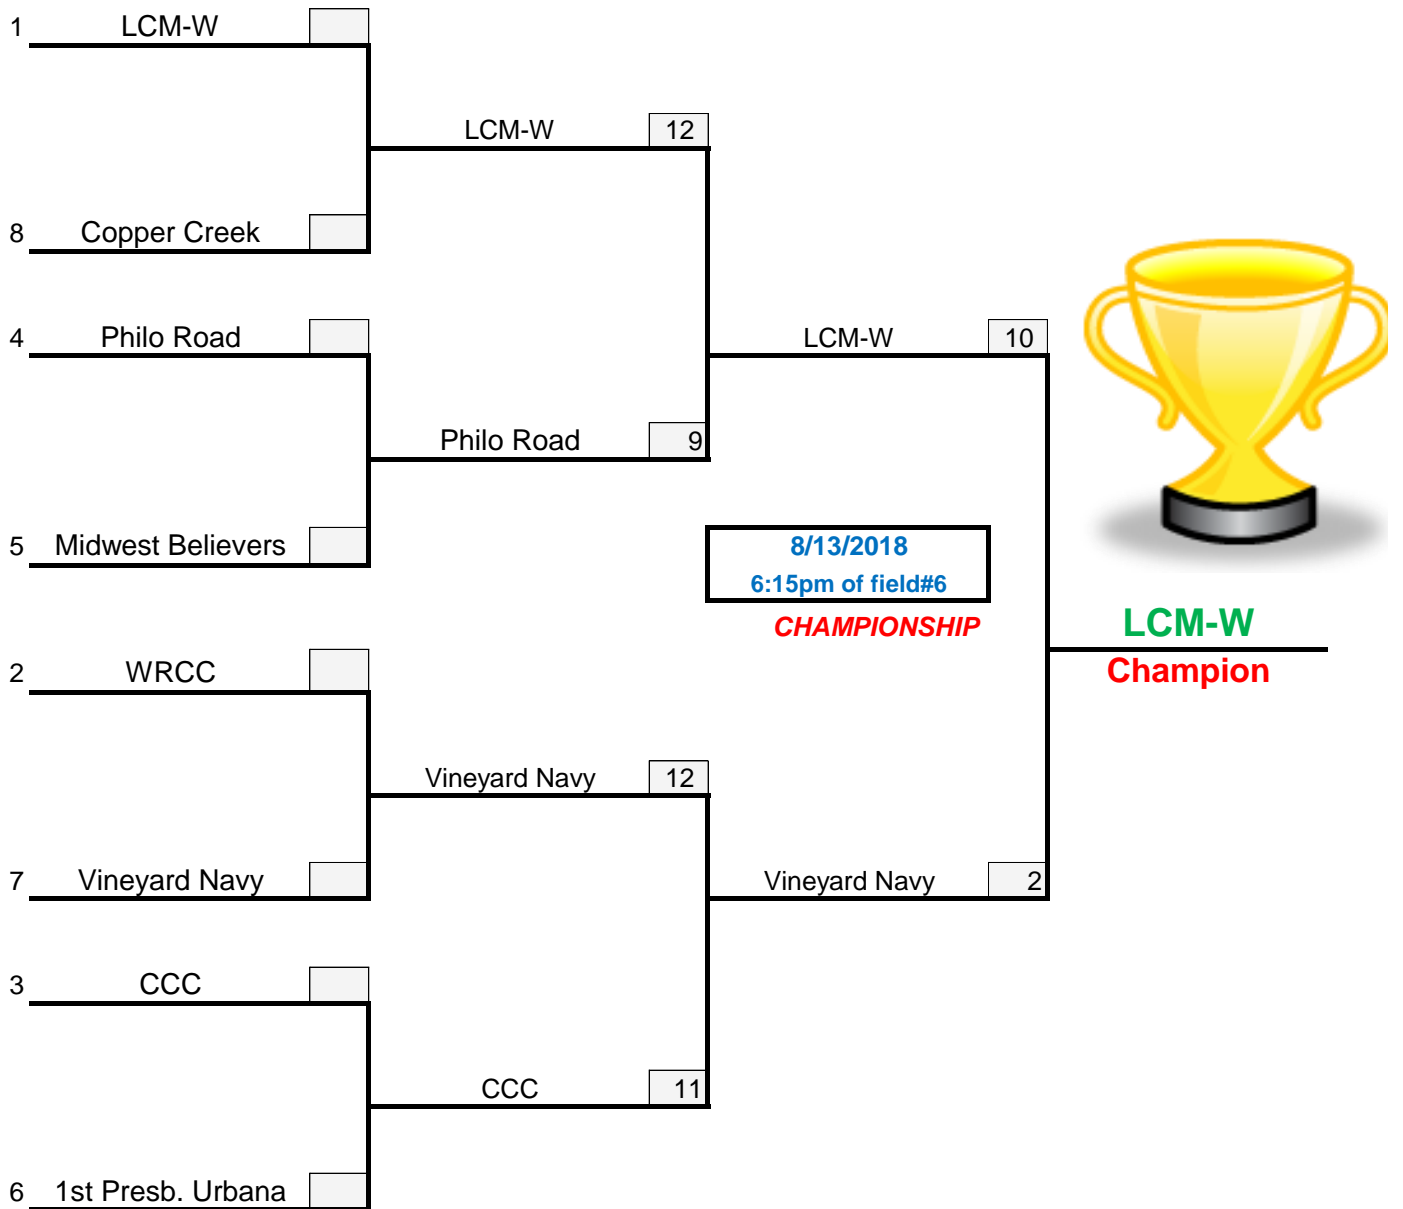 1 LCM-W
LCM-W 12
8 Copper Creek
4 Philo Road
LCM-W 10
Philo Road 9
5 Midwest Believers
8/13/2018
6:15pm of field#6
CHAMPIONSHIP
LCM-W
Champion
2 WRCC
Vineyard Navy 12
7 Vineyard Navy
Vineyard Navy 2
3 CCC
CCC 11
6 1st Presb. Urbana